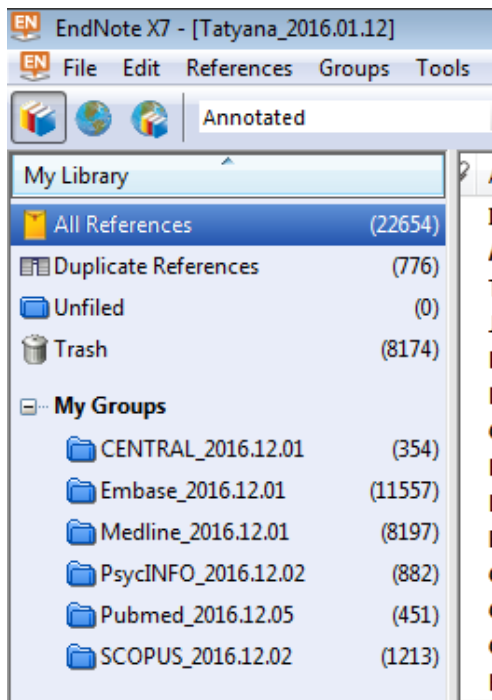 EndNote X7 - [Tatyana_2016.01.12]
File Edit References Groups Tools
Annotated
My Library
All References (22654)
Duplicate References (776)
Unfiled (0)
Trash (8174)
My Groups
CENTRAL_2016.12.01 (354)
Embase_2016.12.01 (11557)
Medline_2016.12.01 (8197)
PsycINFO_2016.12.02 (882)
Pubmed_2016.12.05 (451)
SCOPUS_2016.12.02 (1213)